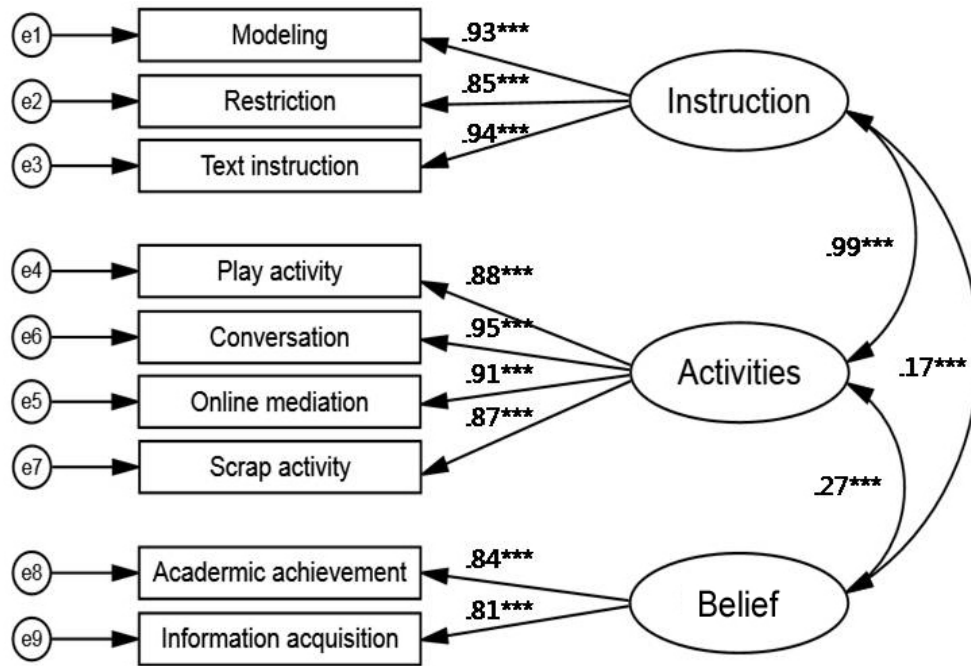 e1 Modeling .93***
e2 Restriction .85*** Instruction
e3 Text instruction .94***
.99***
e4 Play activity .88***
e6 Conversation .95***
Activities .17***
e5 Online mediation .91***
e7 Scrap activity .87***
.27***
e8 Acadermic achievement .84***
Belief
e9 Information acquisition .81***